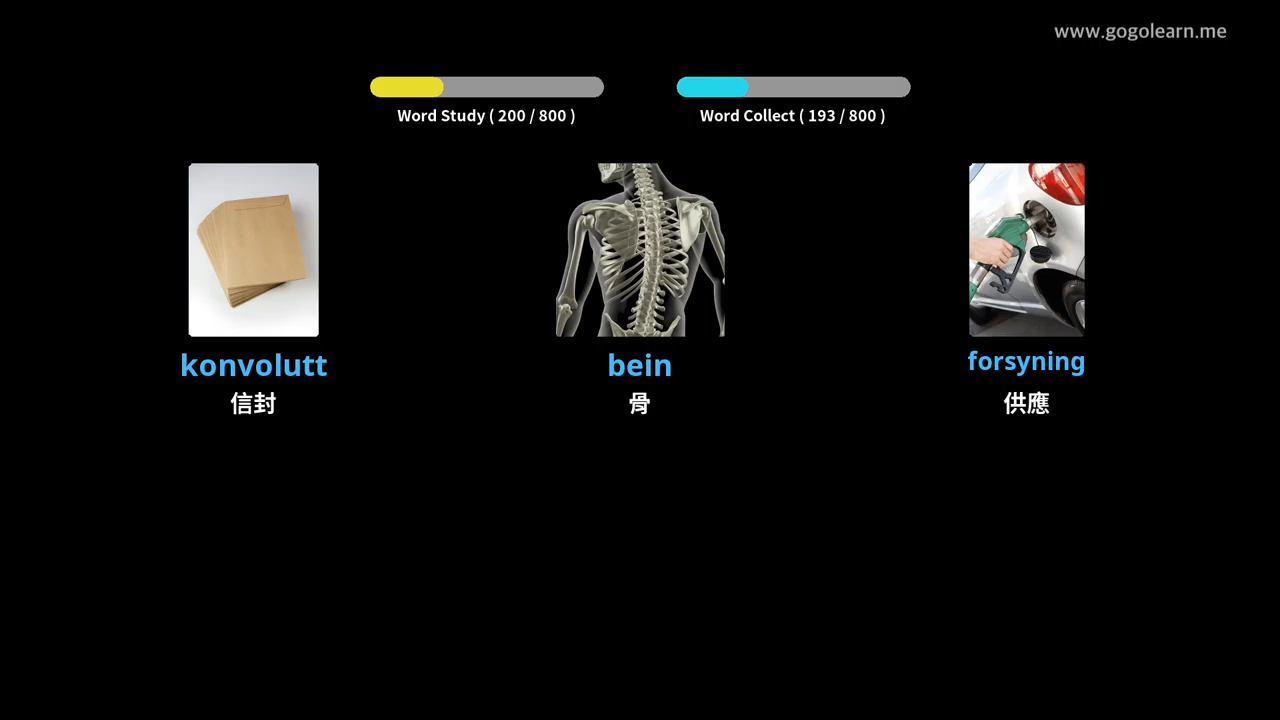 www.gogolearn.me
Word Study ( 200 / 800 )
Word Collect ( 193 / 800 )
konvolutt
bein
forsyning
信封
骨
供應